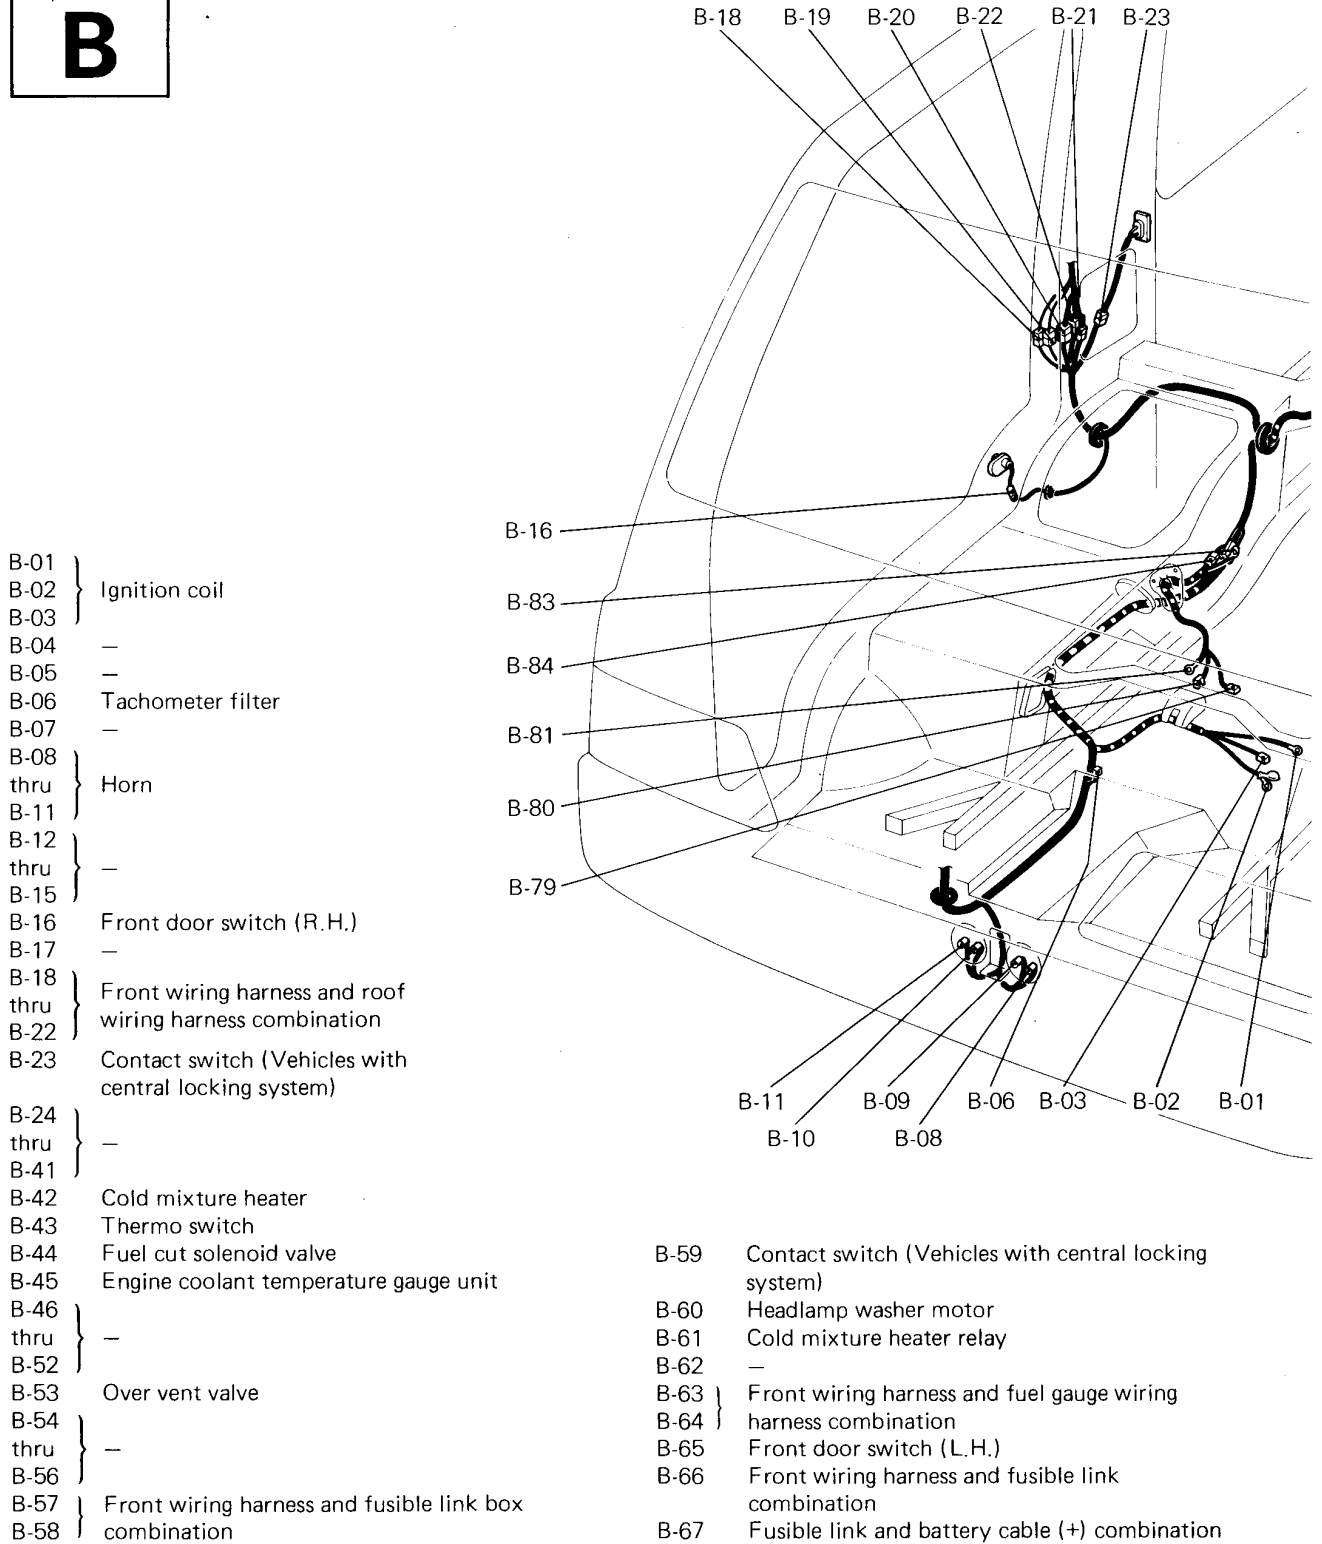 B
B-18 B-19 B-20 B-22 B-21 B-23
B-16
B-83
B-84
B-81
B-80
B-79
B-11 B-09 B-06 B-03 B-02 B-01
B-10 B-08
B-01
B-02 Ignition coil
B-03
B-04 —
B-05 —
B-06 Tachometer filter
B-07 —
B-08
thru Horn
B-11
B-12
thru —
B-15
B-16 Front door switch (R.H.)
B-17 —
B-18
thru Front wiring harness and roof
B-22 wiring harness combination
B-23 Contact switch (Vehicles with
central locking system)
B-24
thru —
B-41
B-42 Cold mixture heater
B-43 Thermo switch
B-44 Fuel cut solenoid valve
B-45 Engine coolant temperature gauge unit
B-46
thru —
B-52
B-53 Over vent valve
B-54
thru —
B-56
B-57 Front wiring harness and fusible link box
B-58 combination
B-59 Contact switch (Vehicles with central locking
system)
B-60 Headlamp washer motor
B-61 Cold mixture heater relay
B-62 —
B-63 Front wiring harness and fuel gauge wiring
B-64 harness combination
B-65 Front door switch (L.H.)
B-66 Front wiring harness and fusible link
combination
B-67 Fusible link and battery cable (+) combination